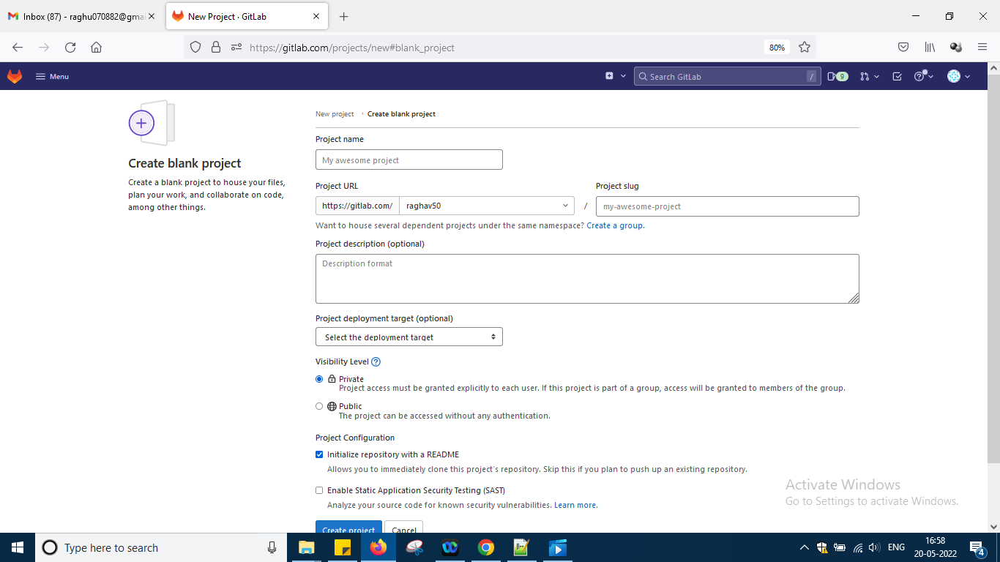 Inbox (87) - raghu070882@gmai
New Project · GitLab
https://gitlab.com/projects/new#blank_project
80%
Menu
Search GitLab
/
9
New project › Create blank project
Create blank project
Create a blank project to house your files,
plan your work, and collaborate on code,
among other things.
Project name
My awesome project
Project URL
Project slug
https://gitlab.com/
raghav50
/
my-awesome-project
Want to house several dependent projects under the same namespace? Create a group.
Project description (optional)
Description format
Project deployment target (optional)
Select the deployment target
Visibility Level
Private
Project access must be granted explicitly to each user. If this project is part of a group, access will be granted to members of the group.
Public
The project can be accessed without any authentication.
Project Configuration
Initialize repository with a README
Allows you to immediately clone this project's repository. Skip this if you plan to push up an existing repository.
Enable Static Application Security Testing (SAST)
Analyze your source code for known security vulnerabilities. Learn more.
Create project
Cancel
Activate Windows
Go to Settings to activate Windows.
Type here to search
ENG
16:58
20-05-2022
4